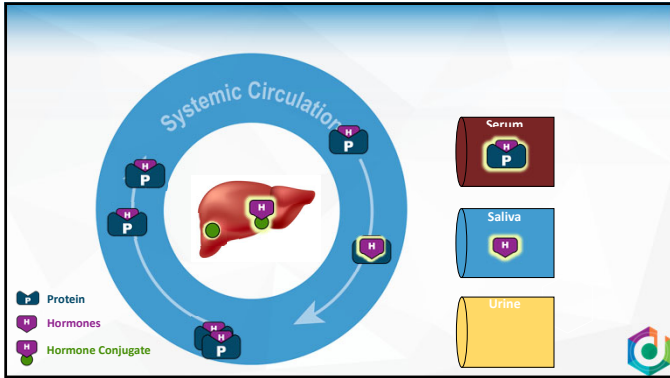 Systemic Circulation
H
P
H
P
H
P
H
H
H
H
P
Serum
H
P
Saliva
H
Urine
P
Protein
H
Hormones
H
Hormone Conjugate